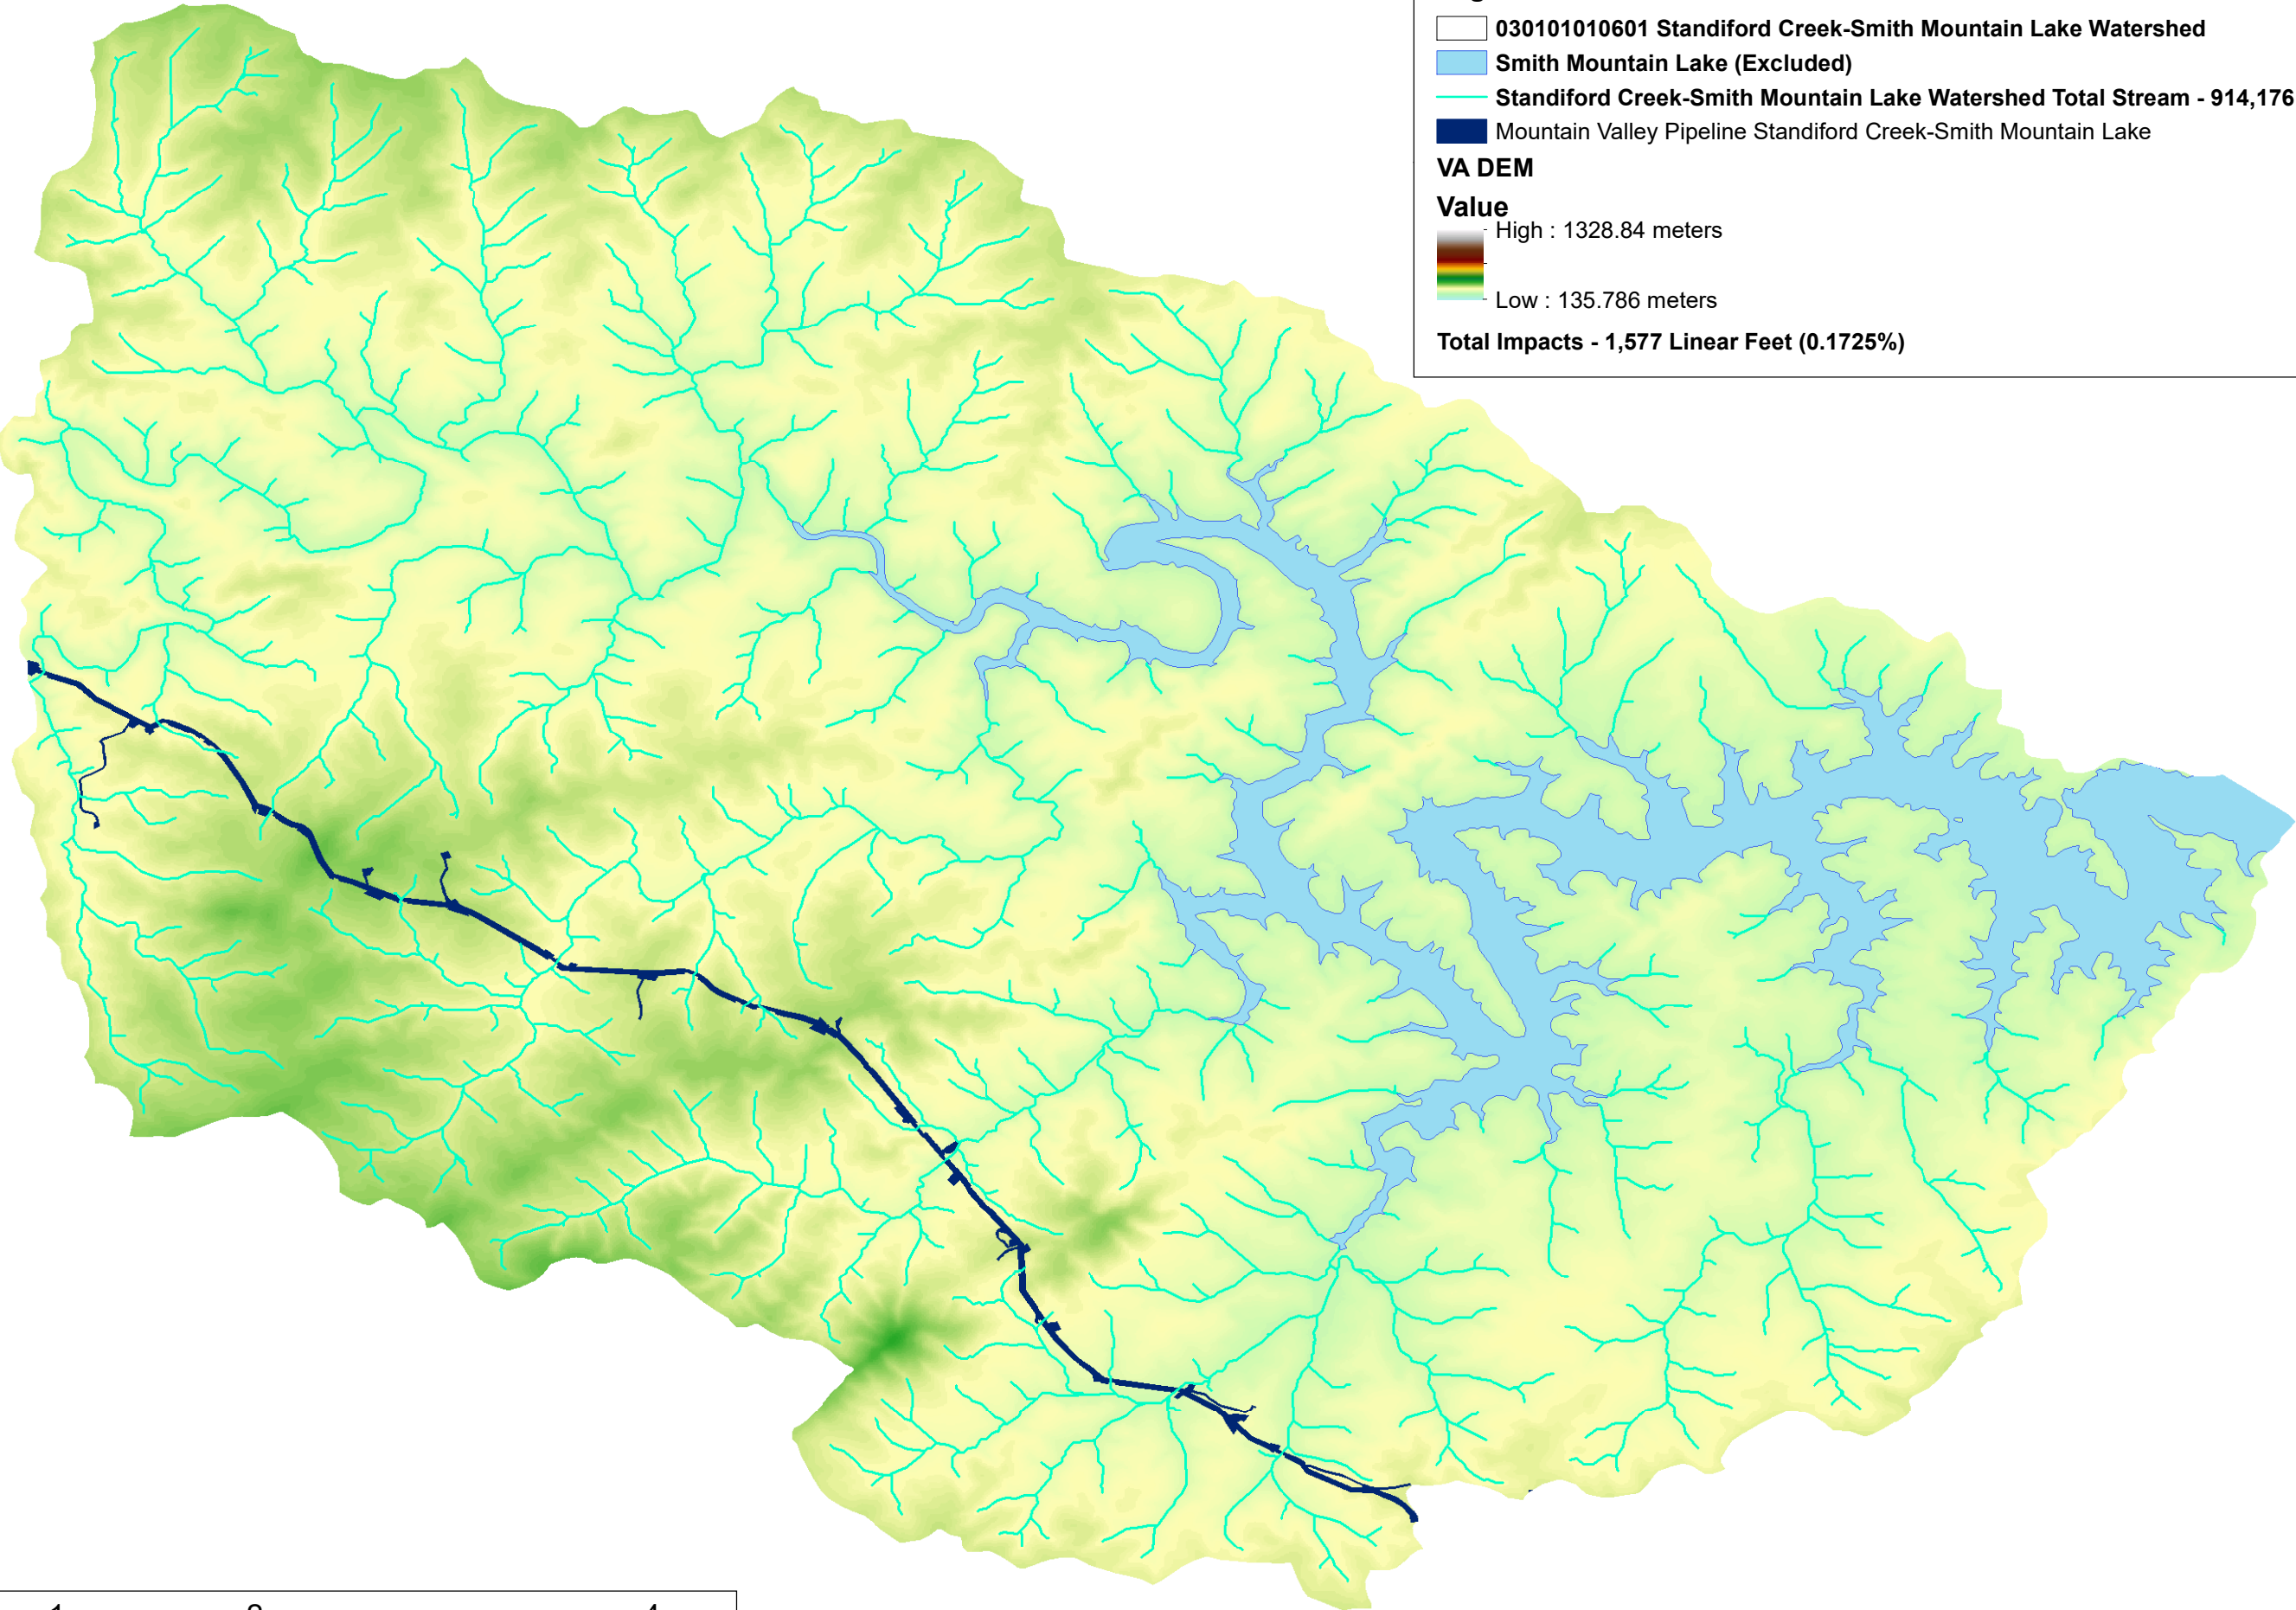 030101010601 Standiford Creek-Smith Mountain Lake Watershed
Smith Mountain Lake (Excluded)
Standiford Creek-Smith Mountain Lake Watershed Total Stream - 914,176
Mountain Valley Pipeline Standiford Creek-Smith Mountain Lake
VA DEM
Value
High : 1328.84 meters
Low : 135.786 meters
Total Impacts - 1,577 Linear Feet (0.1725%)